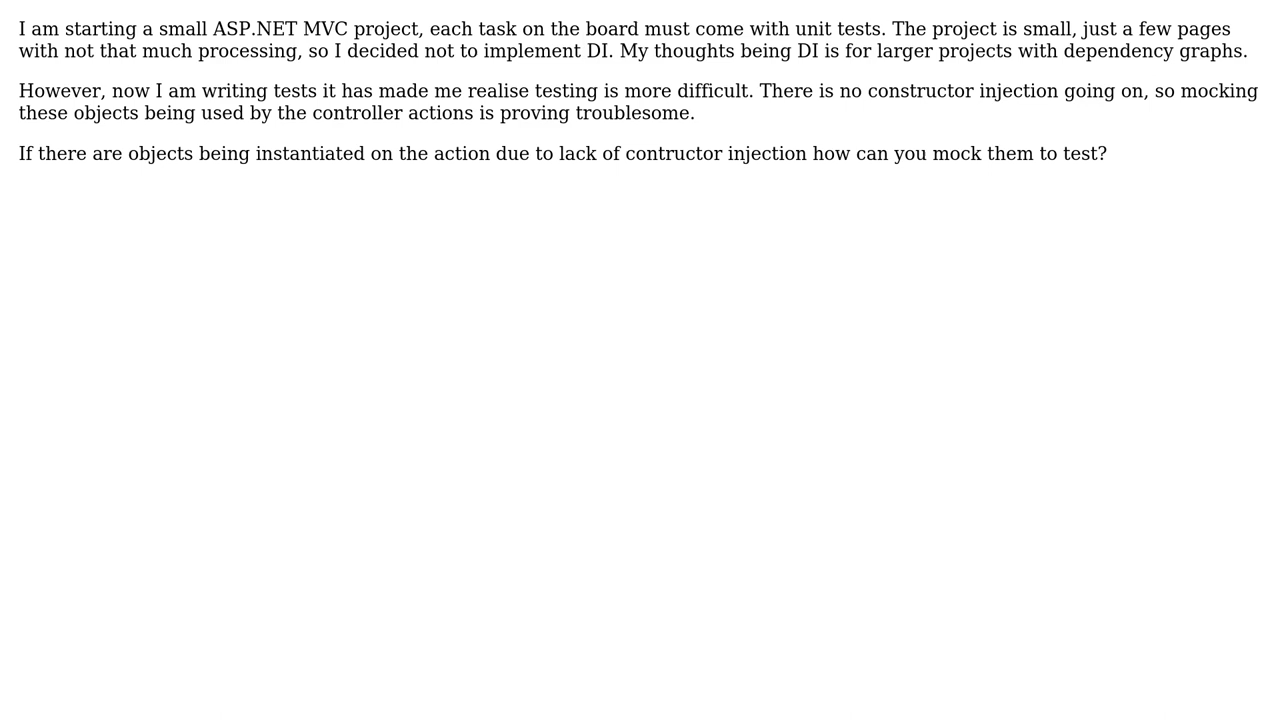 I am starting a small ASP.NET MVC project, each task on the board must come with unit tests. The project is small, just a few pages
with not that much processing, so I decided not to implement DI. My thoughts being DI is for larger projects with dependency graphs.
However, now I am writing tests it has made me realise testing is more difficult. There is no constructor injection going on, so mocking
these objects being used by the controller actions is proving troublesome.
If there are objects being instantiated on the action due to lack of contructor injection how can you mock them to test?